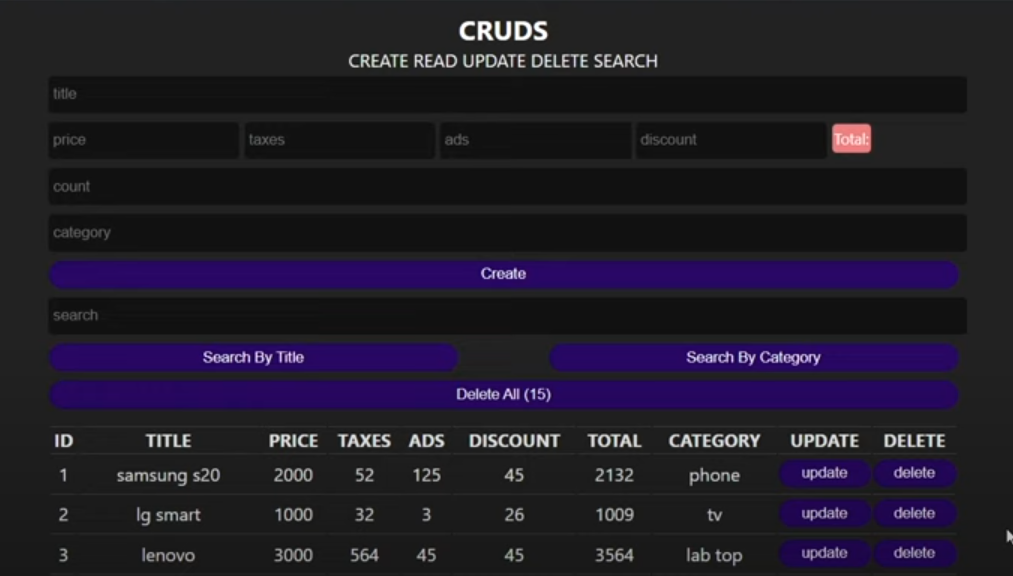 CRUDS
CREATE READ UPDATE DELETE SEARCH
title
price taxes ads discount Total:
count
category
Create
search
Search By Title Search By Category
Delete All (15)
ID TITLE PRICE TAXES ADS DISCOUNT TOTAL CATEGORY UPDATE DELETE
1 samsung s20 2000 52 125 45 2132 phone update delete
2 lg smart 1000 32 3 26 1009 tv update delete
3 lenovo 3000 564 45 45 3564 lab top update delete